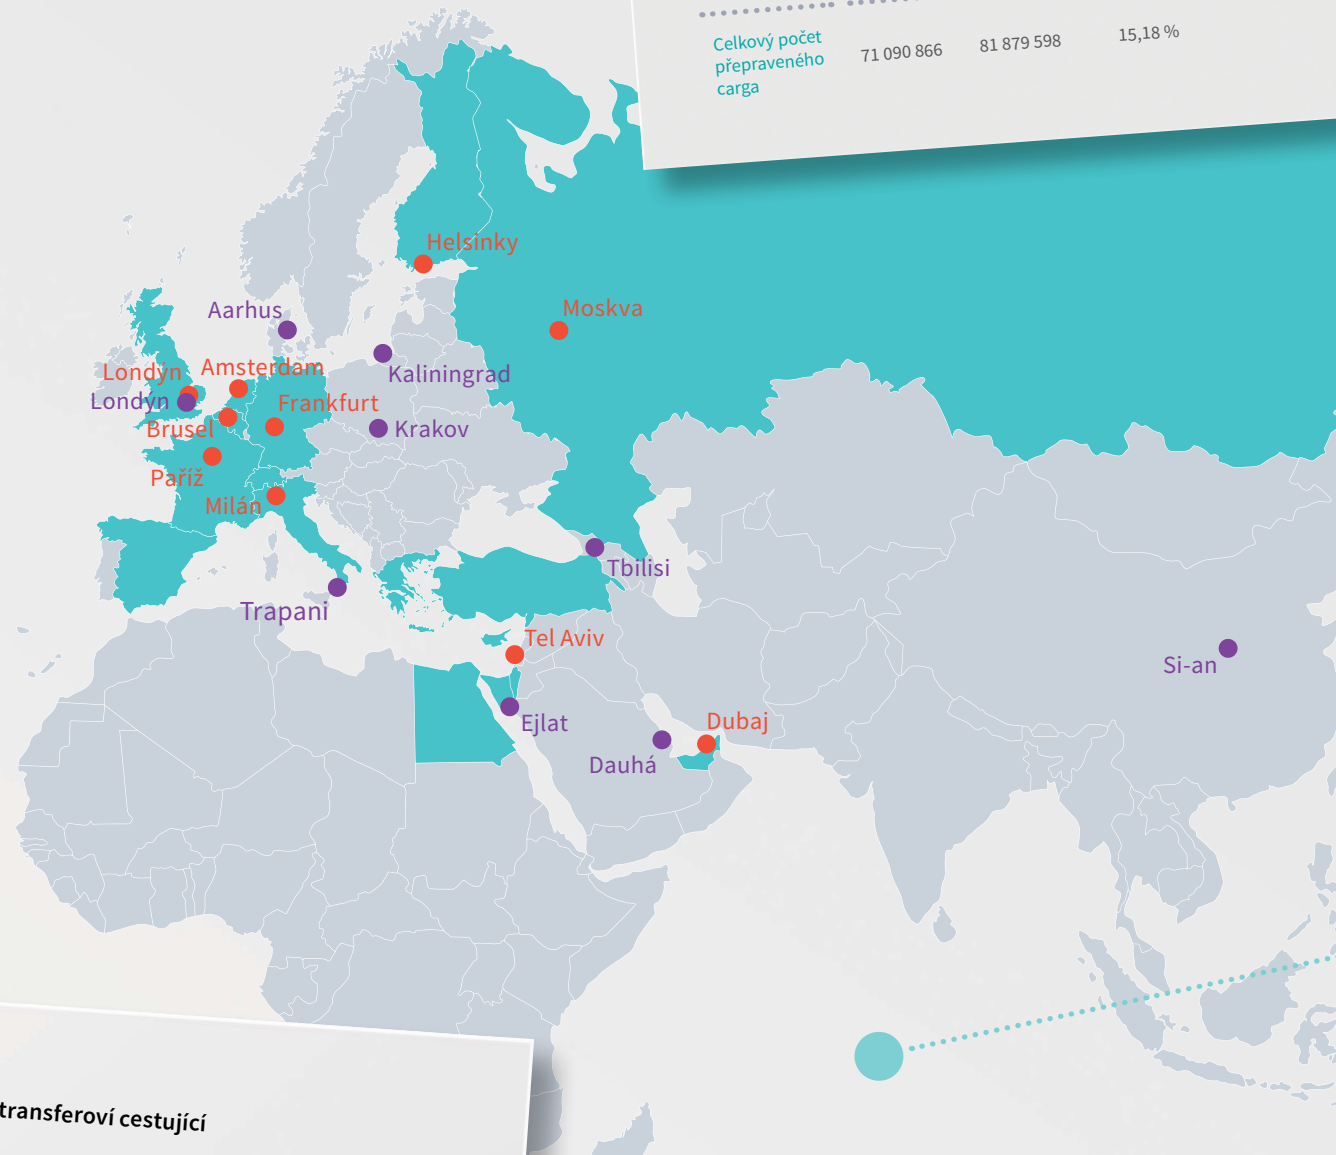 Celkový počet
přepraveného
carga
71 090 866
81 879 598
15,18 %
Helsinky
Moskva
Aarhus
Londýn
Amsterdam
Kaliningrad
Londýn
Frankfurt
Brusel
Krakov
Paříž
Milán
Tbilisi
Trapani
Tel Aviv
Si-an
Ejlat
Dubaj
Dauhá
transferoví cestující